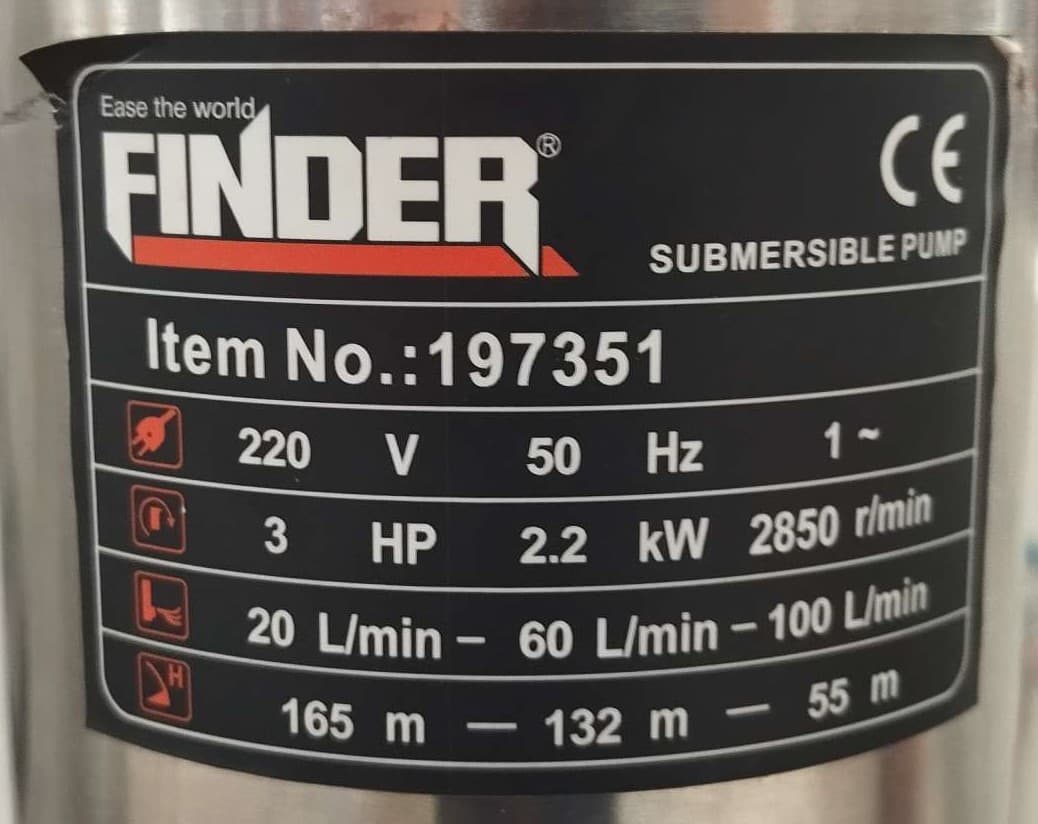 Ease the world
FINDER®
CE
SUBMERSIBLE PUMP
Item No.:197351
220 V 50 Hz 1~
3 HP 2.2 kW 2850 r/min
20 L/min – 60 L/min – 100 L/min
H
165 m — 132 m — 55 m